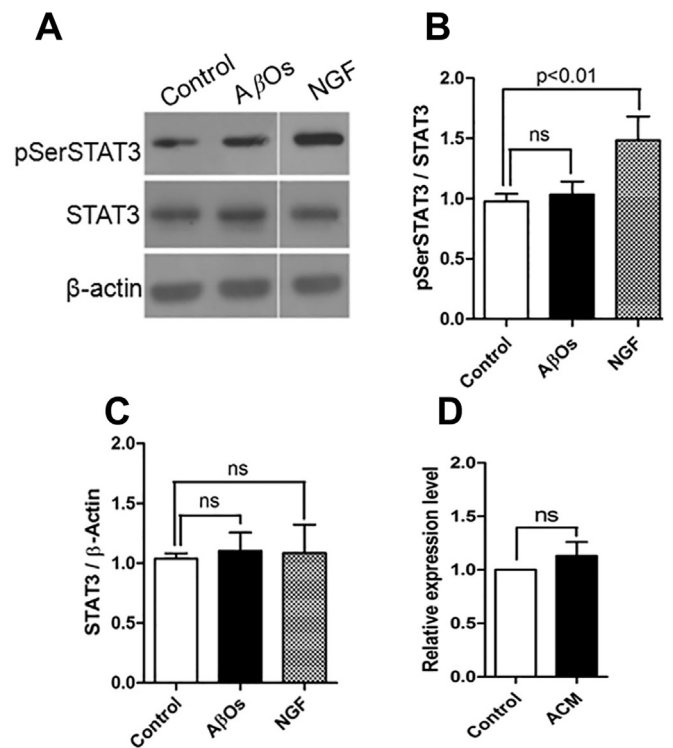 A
Control
AβOs
NGF
pSerSTAT3
STAT3
β-actin
B
pSerSTAT3 / STAT3
2.0
1.5
1.0
0.5
0.0
p<0.01
ns
Control
AβOs
NGF
C
STAT3 / β-Actin
2.0
1.5
1.0
0.5
0.0
ns
ns
Control
AβOs
NGF
D
Relative expression level
2.0
1.5
1.0
0.5
0.0
ns
Control
ACM